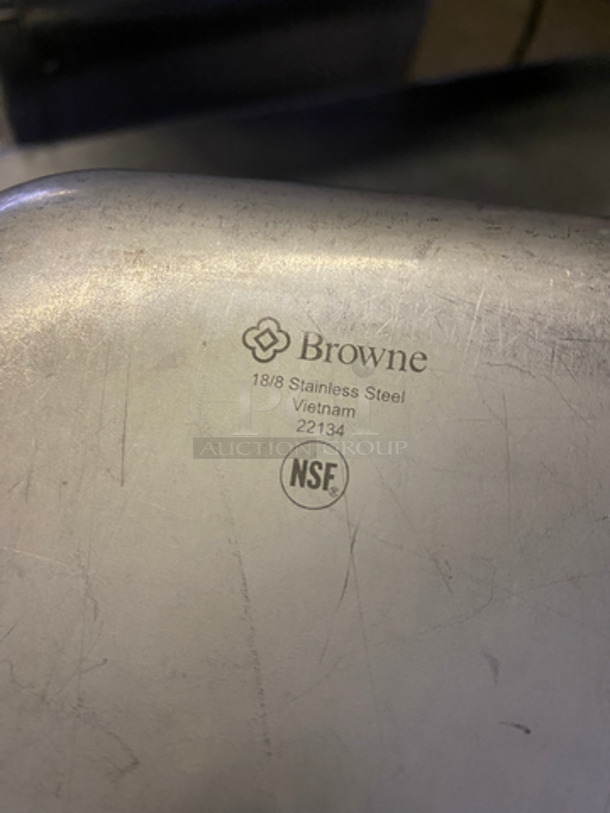 Browne
18/8 Stainless Steel
Vietnam
22134
AUCTION GROUP
NSF®